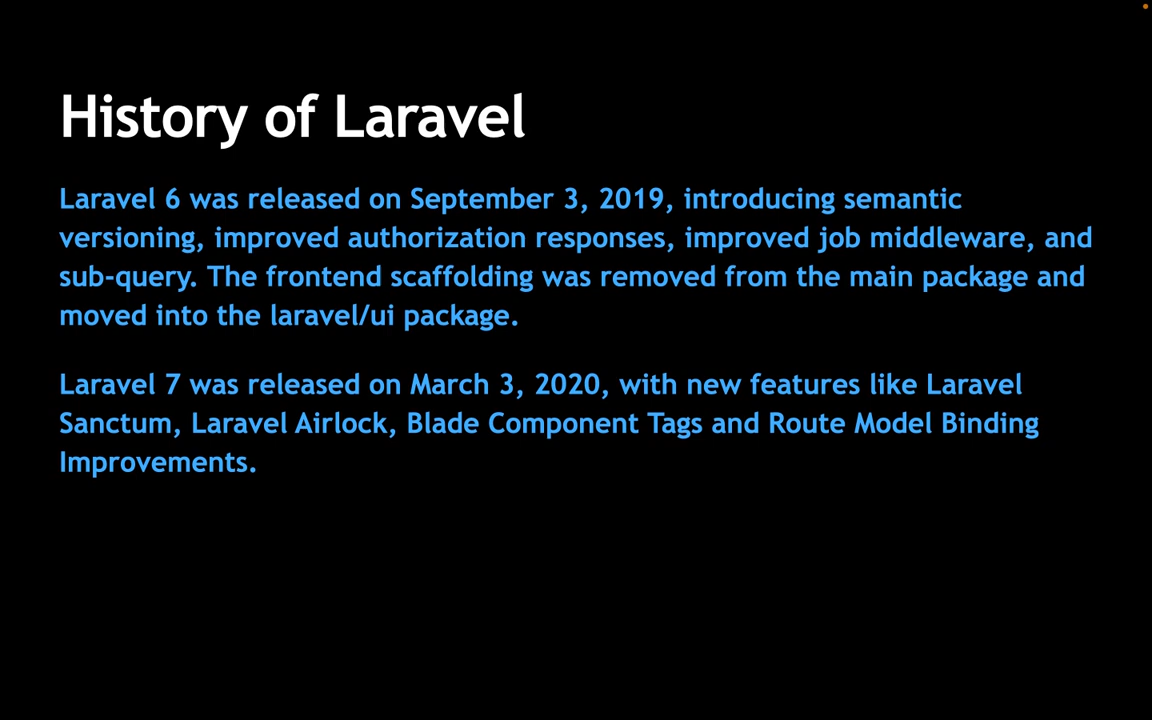 History of Laravel
Laravel 6 was released on September 3, 2019, introducing semantic
versioning, improved authorization responses, improved job middleware, and
sub-query. The frontend scaffolding was removed from the main package and
moved into the laravel/ui package.
Laravel 7 was released on March 3, 2020, with new features like Laravel
Sanctum, Laravel Airlock, Blade Component Tags and Route Model Binding
Improvements.